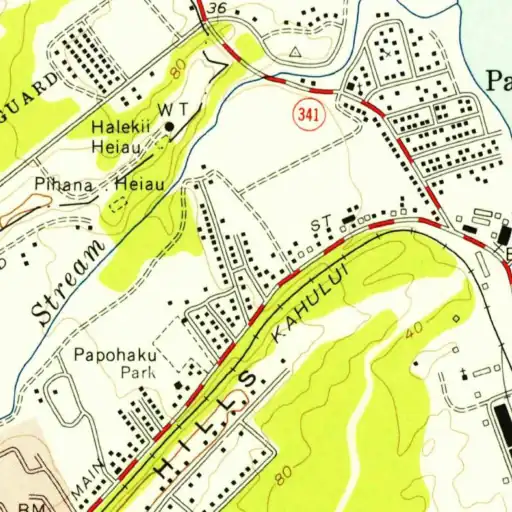 36
80
GUARD
Pa
341
WT
Halekii
Heiau
Pihana Heiau
ST
Stream
KAHULUI
40
Papohaku
Park
HILLS
MAIN
80
BM